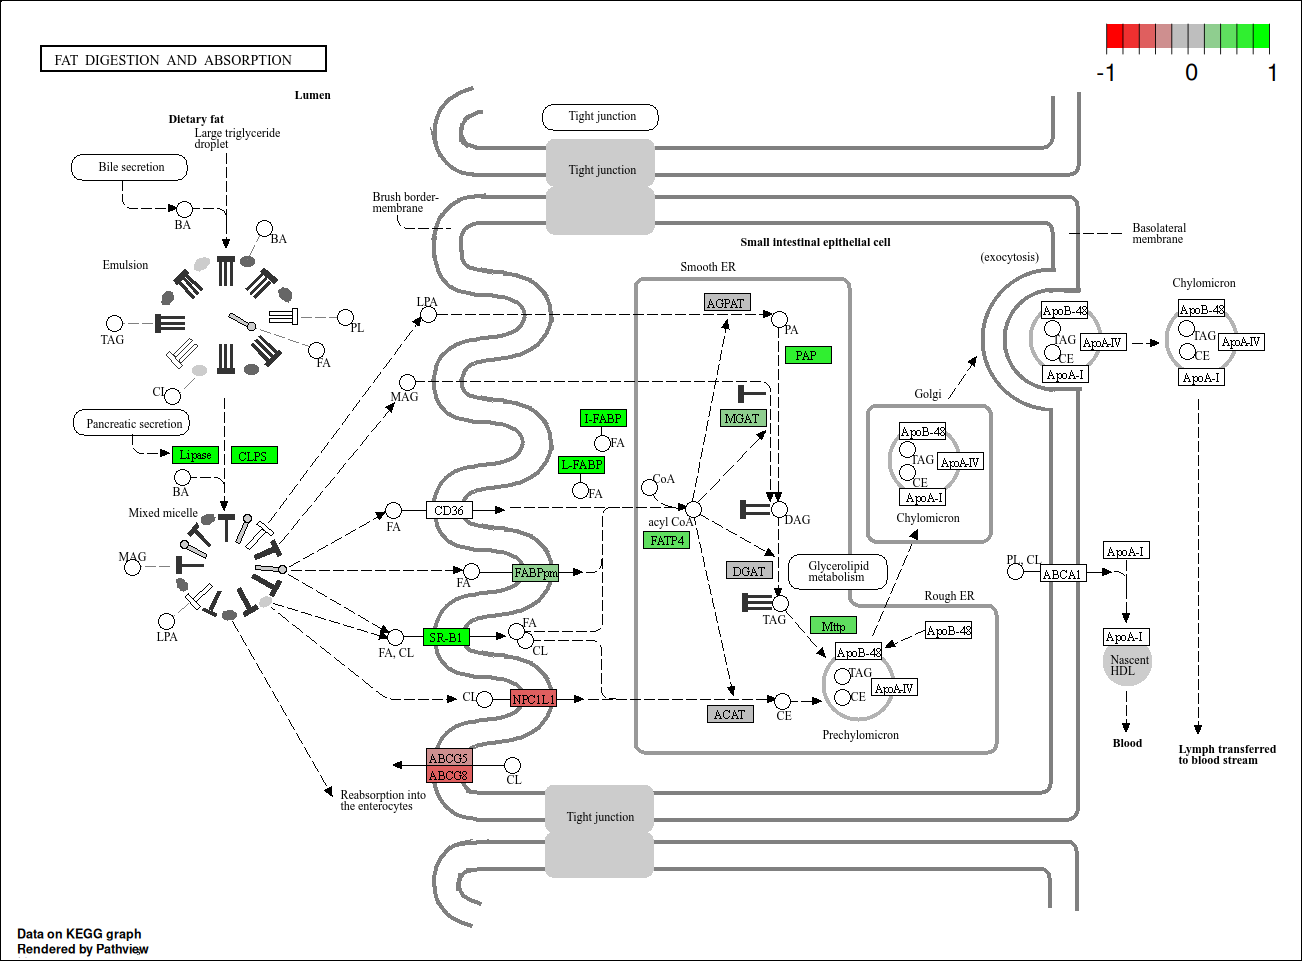 FAT DIGESTION AND ABSORPTION
-1 0 1
Lumen
Dietary fat
Large triglyceride
droplet
Bile secretion
BA
BA
Emulsion
TAG
PL
FA
CL
Pancreatic secretion
Lipase
CLPS
BA
Mixed micelle
MAG
LPA
Tight junction
Tight junction
Brush border-
membrane
Small intestinal epithelial cell
Basolateral
membrane
(exocytosis)
Smooth ER
LPA
AGPAT
PA
PAP
MAG
MGAT
I-FABP
FA
L-FABP
FA
CoA
acyl CoA
DAG
FATP4
FA
CD36
FA
FABPpm
DGAT
Glycerolipid
metabolism
TAG
FA, CL
SR-B1
FA
CL
CL
NPC1L1
ACAT
CE
ABCG5
ABCG8
CL
Reabsorption into
the enterocytes
Golgi
ApoB-48
TAG
ApoA-IV
CE
ApoA-I
Chylomicron
Rough ER
Mttp
ApoB-48
ApoB-48
TAG
ApoA-IV
CE
Prechylomicron
ApoB-48
TAG
ApoA-IV
CE
ApoA-I
Chylomicron
ApoB-48
TAG
ApoA-IV
CE
ApoA-I
PL, CL
ABCA1
ApoA-I
ApoA-I
Nascent
HDL
Blood
Lymph transferred
to blood stream
Tight junction
Data on KEGG graph
Rendered by Pathview